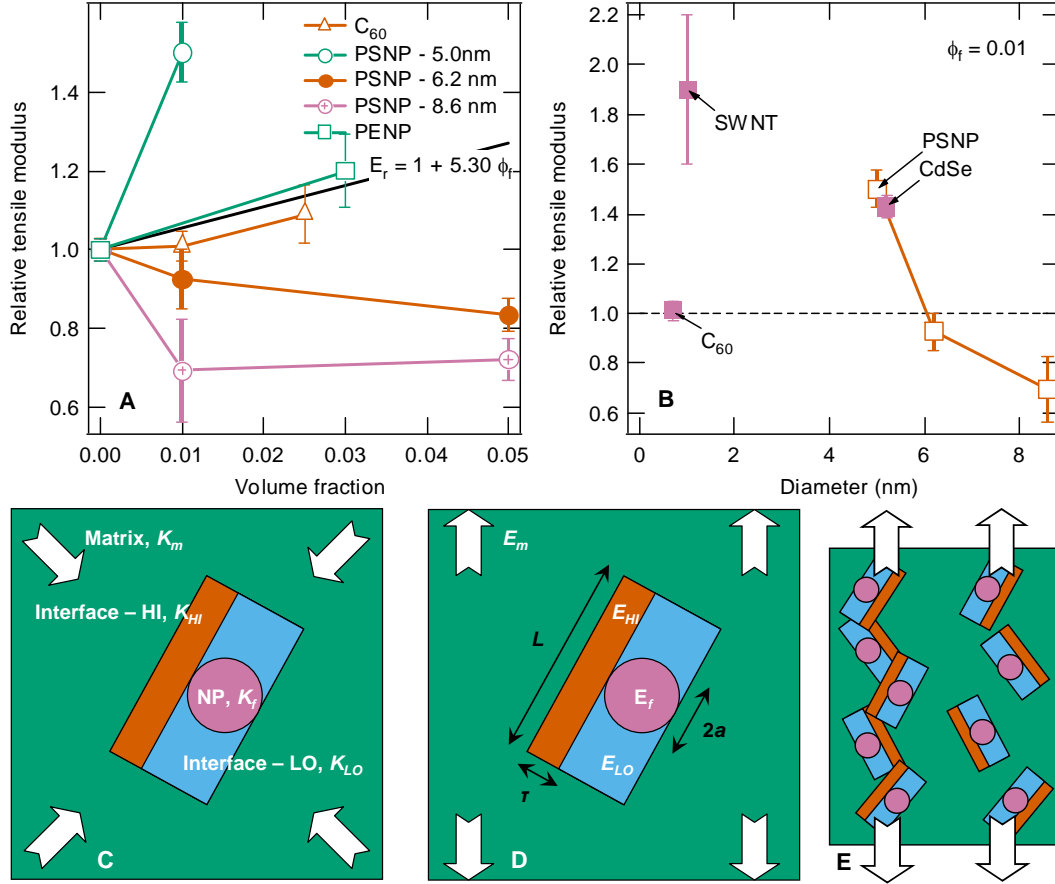 C60
PSNP - 5.0nm
PSNP - 6.2 nm
PSNP - 8.6 nm
PENP
Er = 1 + 5.30 ϕf
1.4
1.2
1.0
0.8
0.6
Relative tensile modulus
A
0.00 0.01 0.02 0.03 0.04 0.05
Volume fraction
2.2
2.0
1.8
1.6
1.4
1.2
1.0
0.8
0.6
Relative tensile modulus
ϕf = 0.01
SWNT
PSNP
CdSe
C60
B
0 2 4 6 8
Diameter (nm)
Matrix, Km
Interface – HI, KHI
NP, Kf
Interface – LO, KLO
C
Em
EHI
L
Ef
2a
ELO
τ
D
E